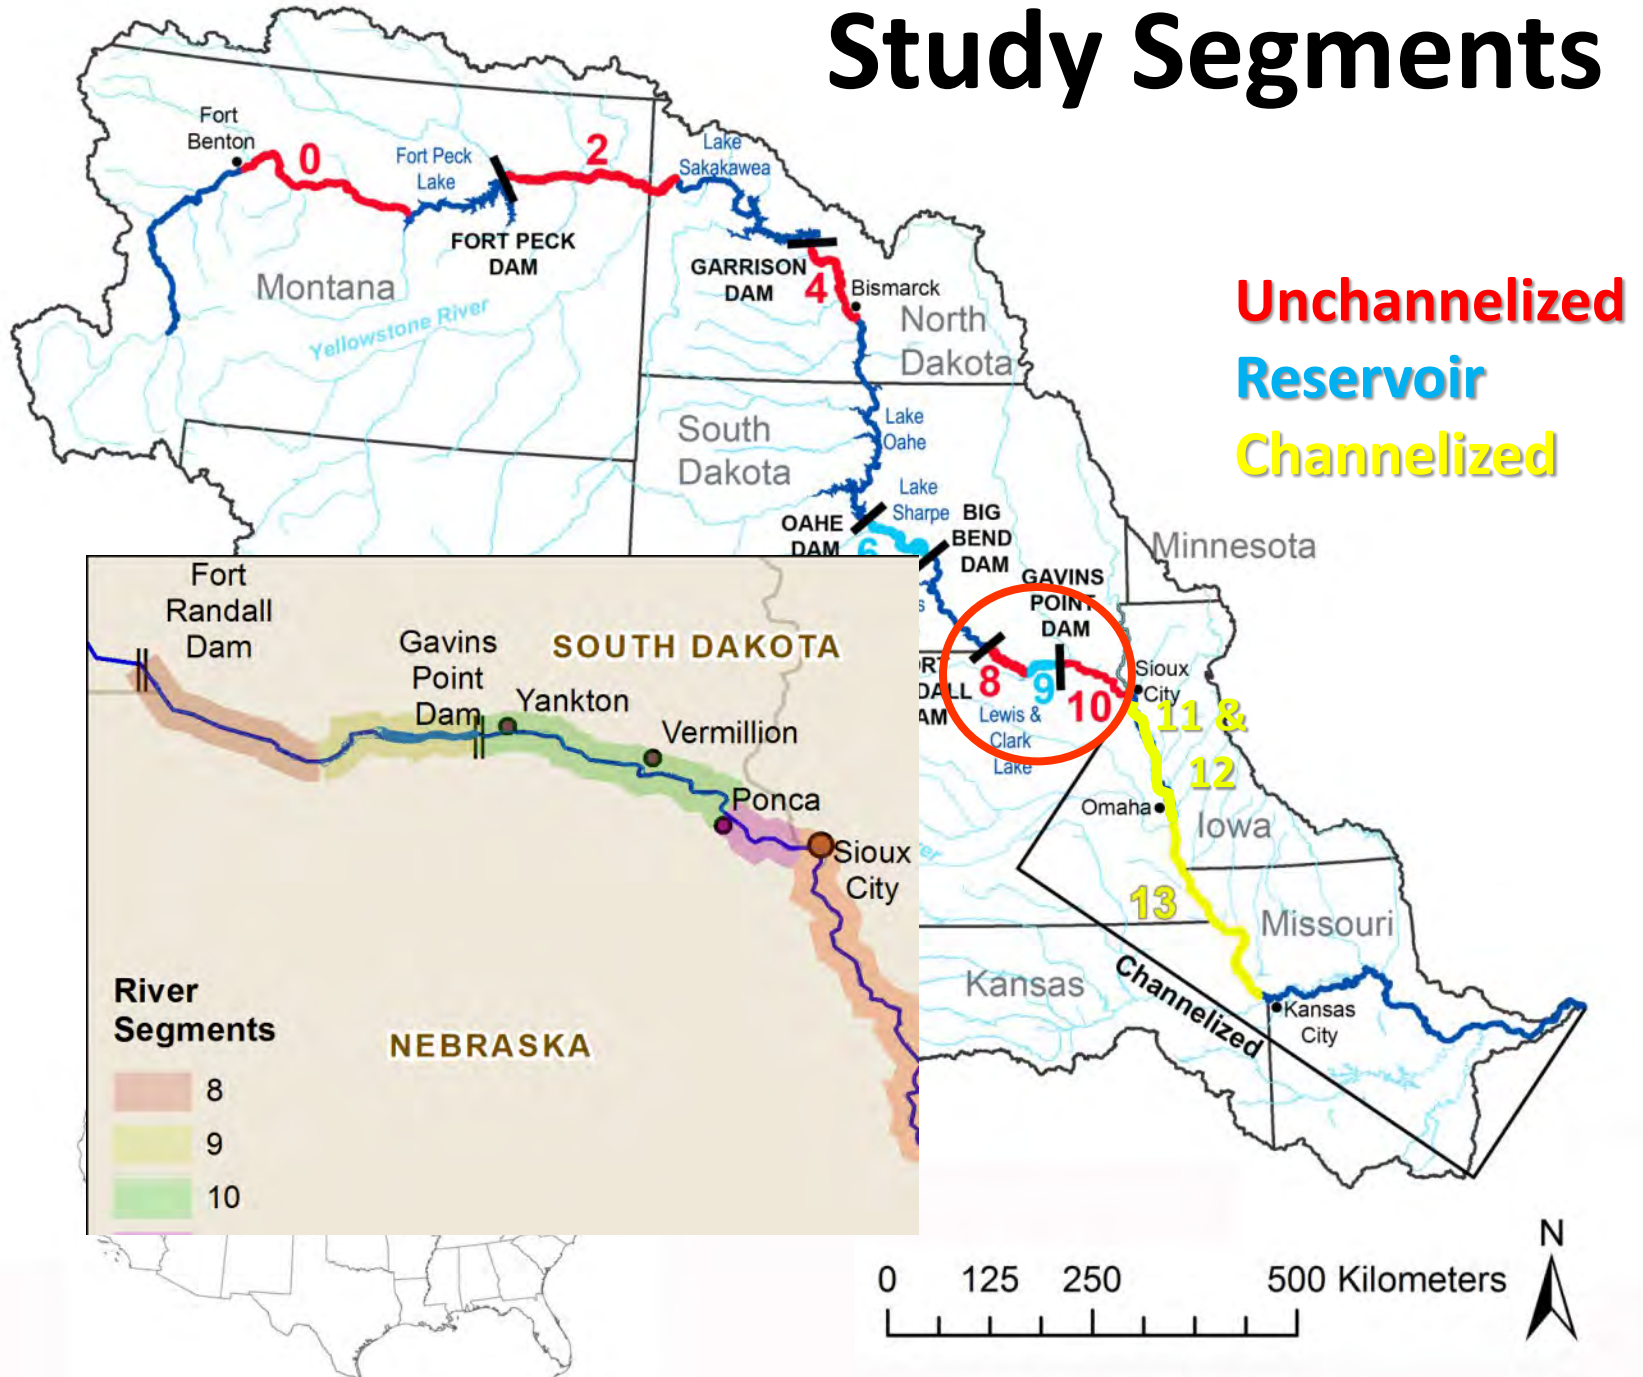 Study Segments
Fort
Benton
0
Fort Peck
Lake
2
Lake
Sakakawea
FORT PECK
DAM
Montana
Yellowstone River
GARRISON
DAM
4
Bismarck
North
Dakota
Unchannelized
Reservoir
Channelized
South
Dakota
Lake
Oahe
Lake
Sharpe
OAHE
DAM
6
BIG
BEND
DAM
Minnesota
GAVINS
POINT
DAM
8
9
10
Lewis &
Clark
Lake
Sioux
City
11 &
12
Omaha
Iowa
13
Missouri
Kansas
Channelized
Kansas
City
Fort
Randall
Dam
Gavins
Point
Dam
SOUTH DAKOTA
Yankton
Vermillion
Ponca
Sioux
City
NEBRASKA
River
Segments
8
9
10
0 125 250 500 Kilometers
N